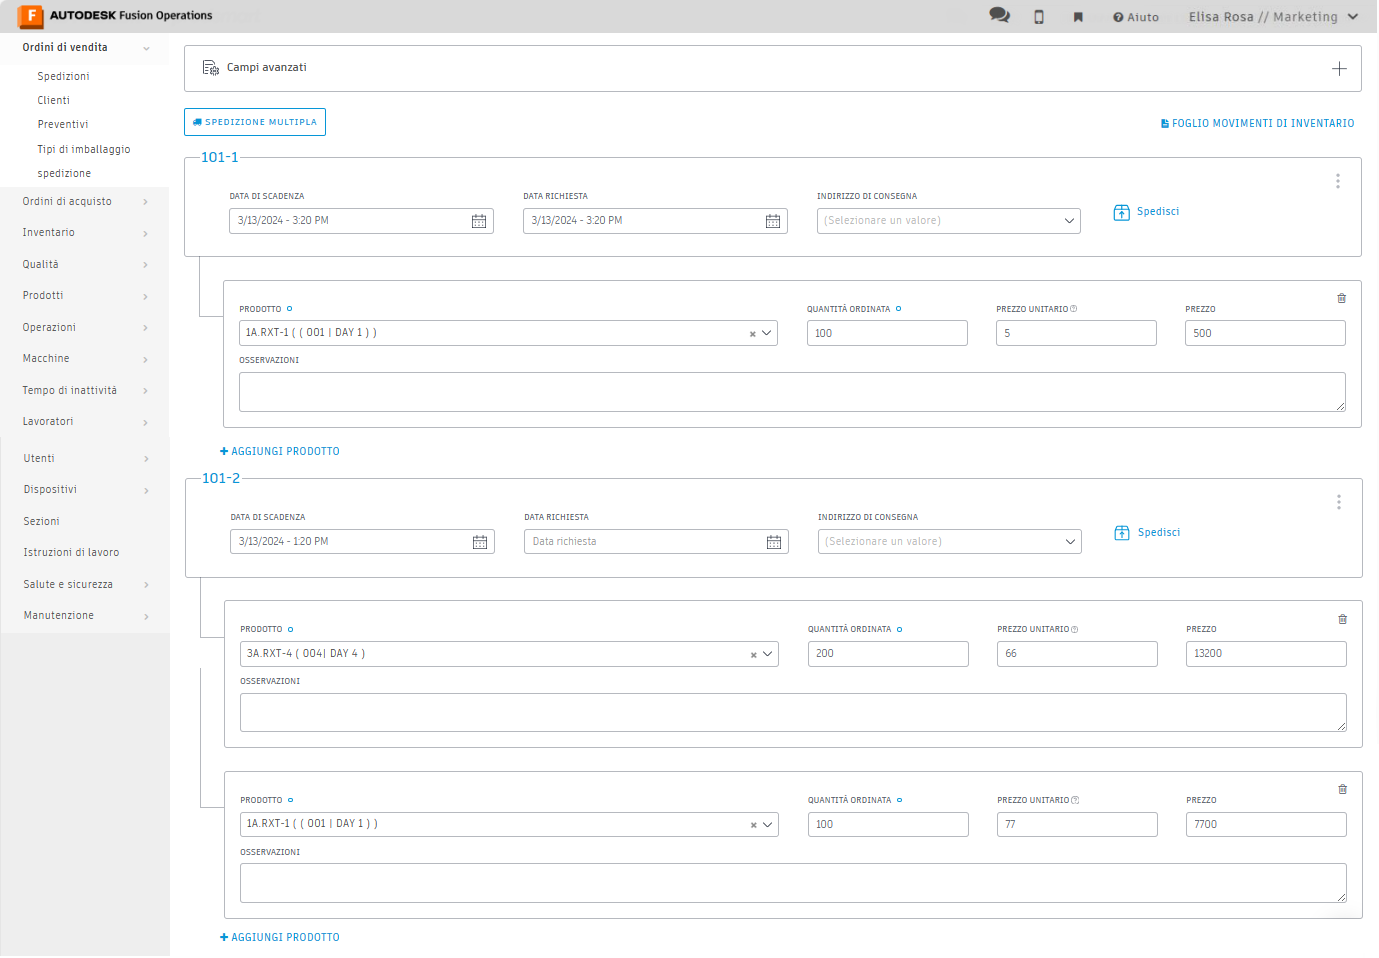 F AUTODESK Fusion Operations
Aiuto
Elisa Rosa // Marketing
Ordini di vendita
Spedizioni
Clienti
Preventivi
Tipi di imballaggio
spedizione
Ordini di acquisto
Inventario
Qualità
Prodotti
Operazioni
Macchine
Tempo di inattività
Lavoratori
Utenti
Dispositivi
Sezioni
Istruzioni di lavoro
Salute e sicurezza
Manutenzione
Campi avanzati
SPEDIZIONE MULTIPLA
FOGLIO MOVIMENTI DI INVENTARIO
101-1
DATA DI SCADENZA
DATA RICHIESTA
INDIRIZZO DI CONSEGNA
3/13/2024 - 3:20 PM
3/13/2024 - 3:20 PM
(Selezionare un valore)
Spedisci
PRODOTTO
QUANTITÀ ORDINATA
PREZZO UNITARIO
PREZZO
1A.RXT-1 ( ( 001 | DAY 1 ) )
100
5
500
OSSERVAZIONI
+ AGGIUNGI PRODOTTO
101-2
DATA DI SCADENZA
DATA RICHIESTA
INDIRIZZO DI CONSEGNA
3/13/2024 - 1:20 PM
Data richiesta
(Selezionare un valore)
Spedisci
PRODOTTO
QUANTITÀ ORDINATA
PREZZO UNITARIO
PREZZO
3A.RXT-4 ( 004| DAY 4 )
200
66
13200
OSSERVAZIONI
PRODOTTO
QUANTITÀ ORDINATA
PREZZO UNITARIO
PREZZO
1A.RXT-1 ( ( 001 | DAY 1 ) )
100
77
7700
OSSERVAZIONI
+ AGGIUNGI PRODOTTO